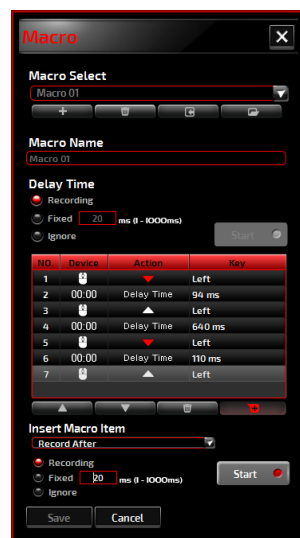 Macro
Macro Select
Macro 01
Macro Name
Macro 01
Delay Time
Recording
Fixed 20 ms (1 - 1000ms)
Ignore
Start
NO. Device Action Key
1 Left
2 00:00 Delay Time 94 ms
3 Left
4 00:00 Delay Time 640 ms
5 Left
6 00:00 Delay Time 110 ms
7 Left
Insert Macro Item
Record After
Recording
Fixed 20 ms (1 - 1000ms)
Ignore
Start
Save Cancel